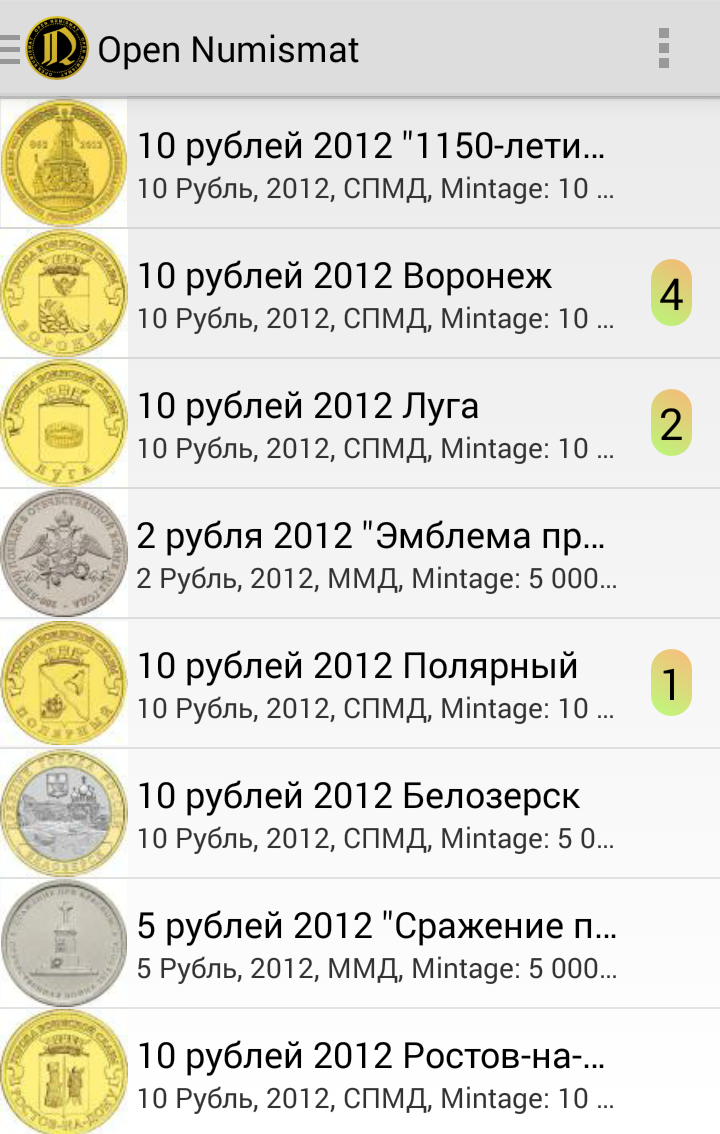 Open Numismat
10 рублей 2012 "1150-лети...
10 Рубль, 2012, СПМД, Mintage: 10 ...
10 рублей 2012 Воронеж
4
10 Рубль, 2012, СПМД, Mintage: 10 ...
10 рублей 2012 Луга
2
10 Рубль, 2012, СПМД, Mintage: 10 ...
2 рубля 2012 "Эмблема пр...
2 Рубль, 2012, ММД, Mintage: 5 000...
10 рублей 2012 Полярный
1
10 Рубль, 2012, СПМД, Mintage: 10 ...
10 рублей 2012 Белозерск
10 Рубль, 2012, СПМД, Mintage: 5 0...
5 рублей 2012 "Сражение п...
5 Рубль, 2012, ММД, Mintage: 5 000...
10 рублей 2012 Ростов-на-...
10 Рубль, 2012, СПМД, Mintage: 10 ...